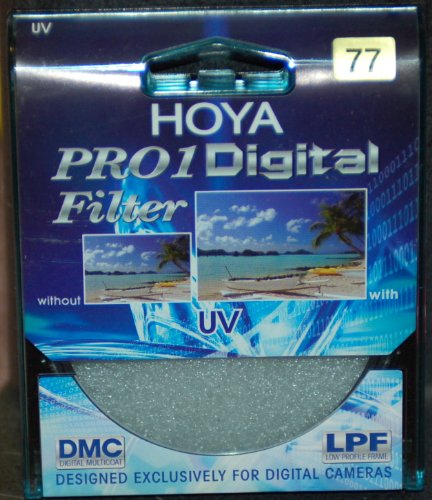 UV
77
HOYA
PRO1 Digital
Filter
without
with
UV
DMC
DIGITAL MULTICOAT
LPF
LOW PROFILE FRAME
DESIGNED EXCLUSIVELY FOR DIGITAL CAMERAS